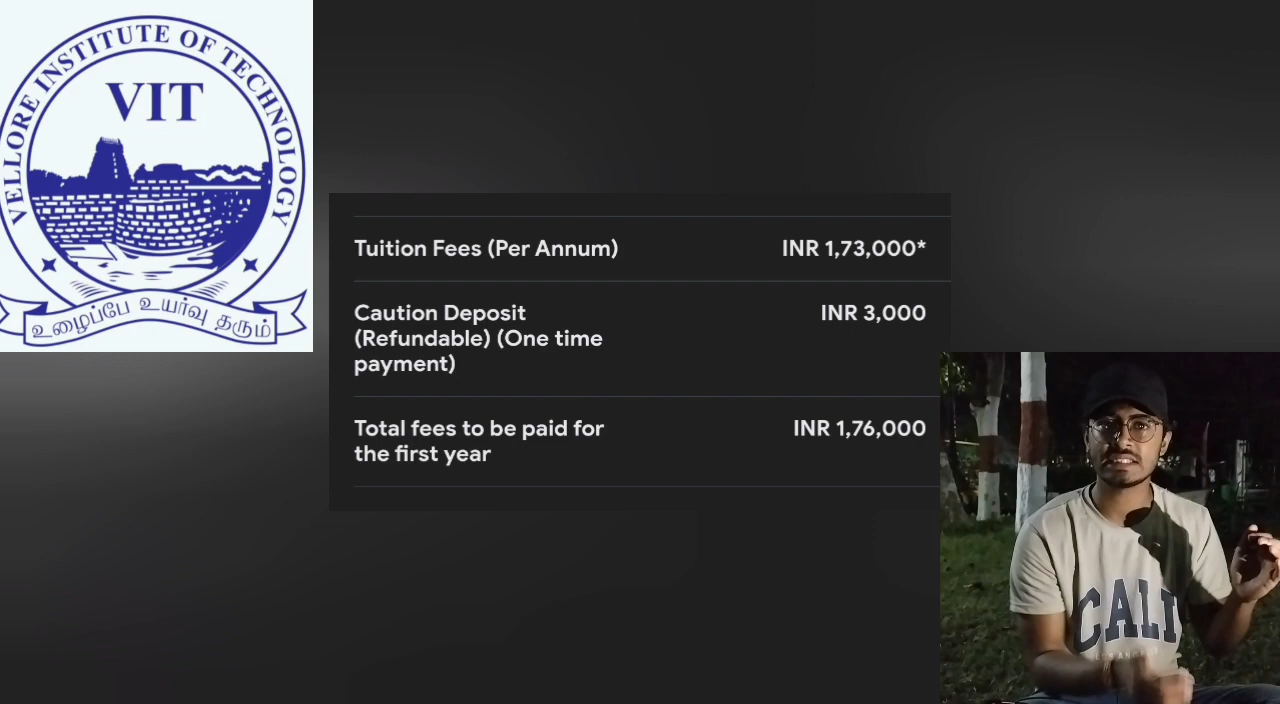 VELLORE INSTITUTE OF TECHNOLOGY
VIT
உழைப்பே உயர்வு தரும்
Tuition Fees (Per Annum) INR 1,73,000*
Caution Deposit INR 3,000
(Refundable) (One time
payment)
Total fees to be paid for INR 1,76,000
the first year
CALI